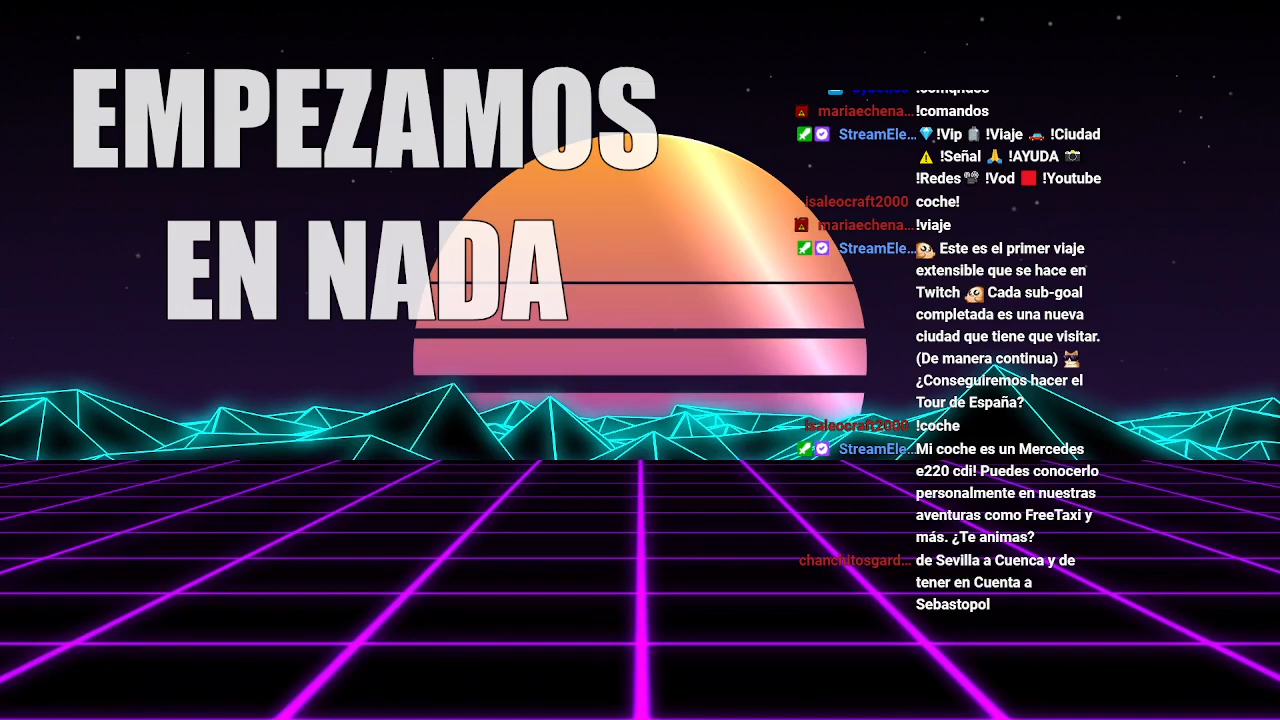 EMPEZAMOS
EN NADA
!comandos
mariaechena... !comandos
StreamEle... !Vip !Viaje !Ciudad
!Señal !AYUDA
!Redes !Vod !Youtube
isaleocraft2000 coche!
mariaechena... !viaje
StreamEle... Este es el primer viaje
extensible que se hace en
Twitch Cada sub-goal
completada es una nueva
ciudad que tiene que visitar.
(De manera continua)
¿Conseguiremos hacer el
Tour de España?
isaleocraft2000 !coche
StreamEle... Mi coche es un Mercedes
e220 cdi! Puedes conocerlo
personalmente en nuestras
aventuras como FreeTaxi y
más. ¿Te animas?
chanchitosgard... de Sevilla a Cuenca y de
tener en Cuenta a
Sebastopol